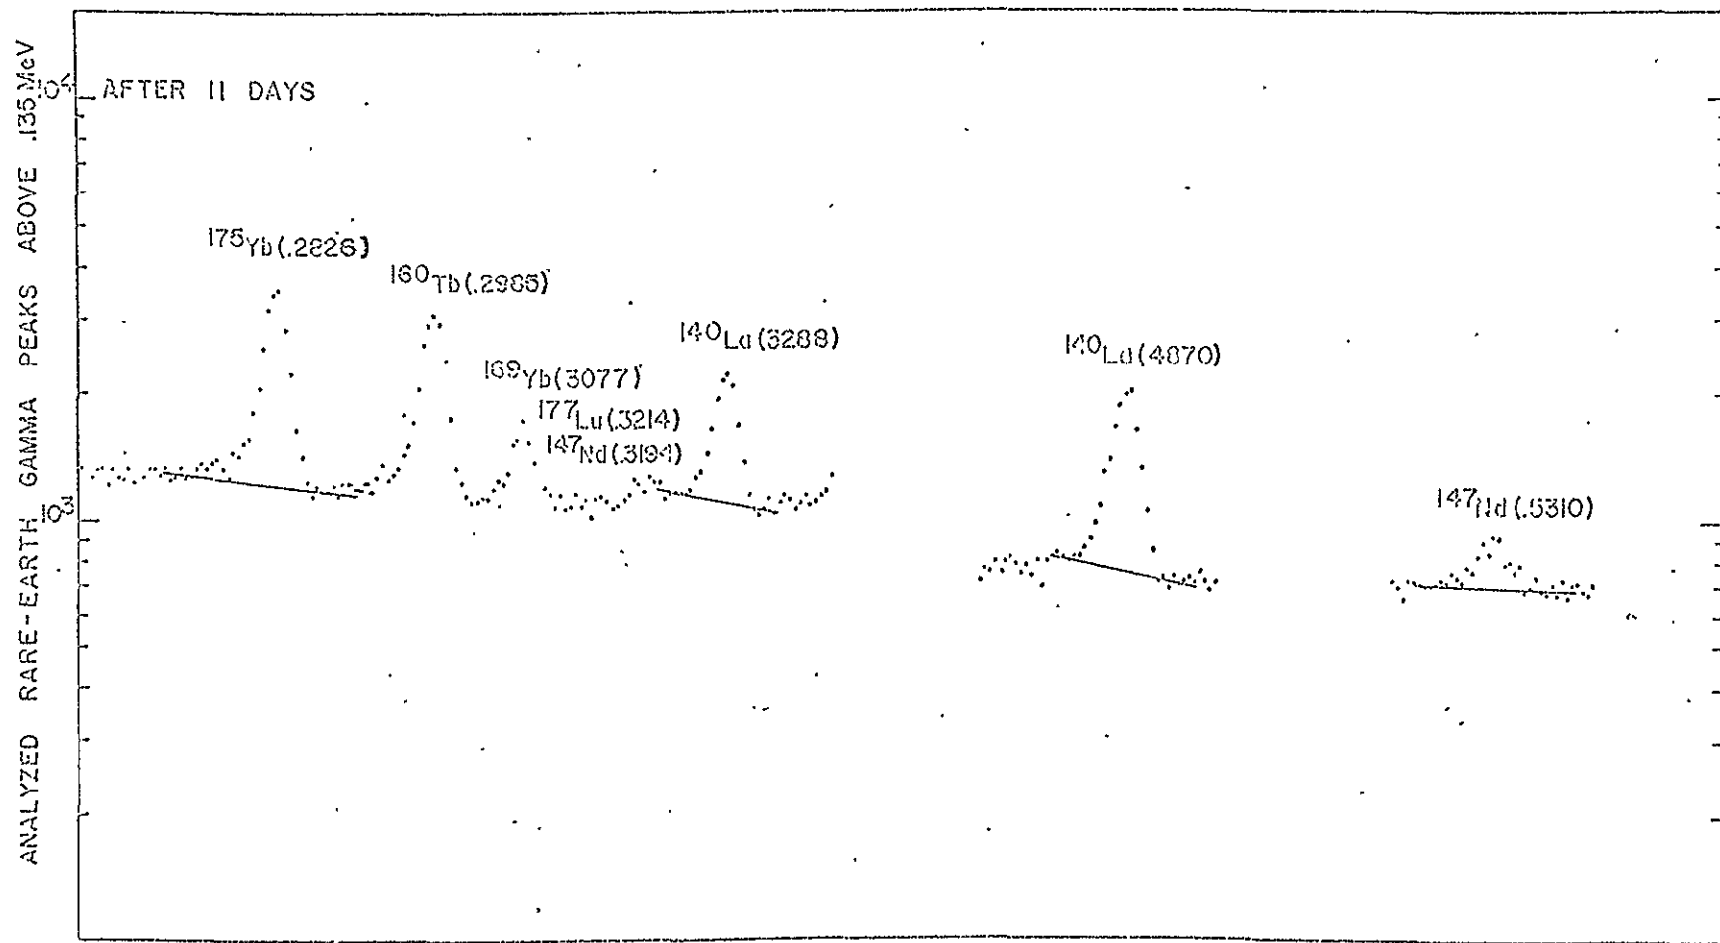 ANALYZED RARE-EARTH GAMMA PEAKS ABOVE .135 MeV
10⁴
AFTER 11 DAYS
175Yb(.2826)
160Tb(.2985)
169Yb(3077)
177Lu(.3214)
147Nd(.3194)
140La(3288)
140La(4870)
147Nd(.5310)
10³